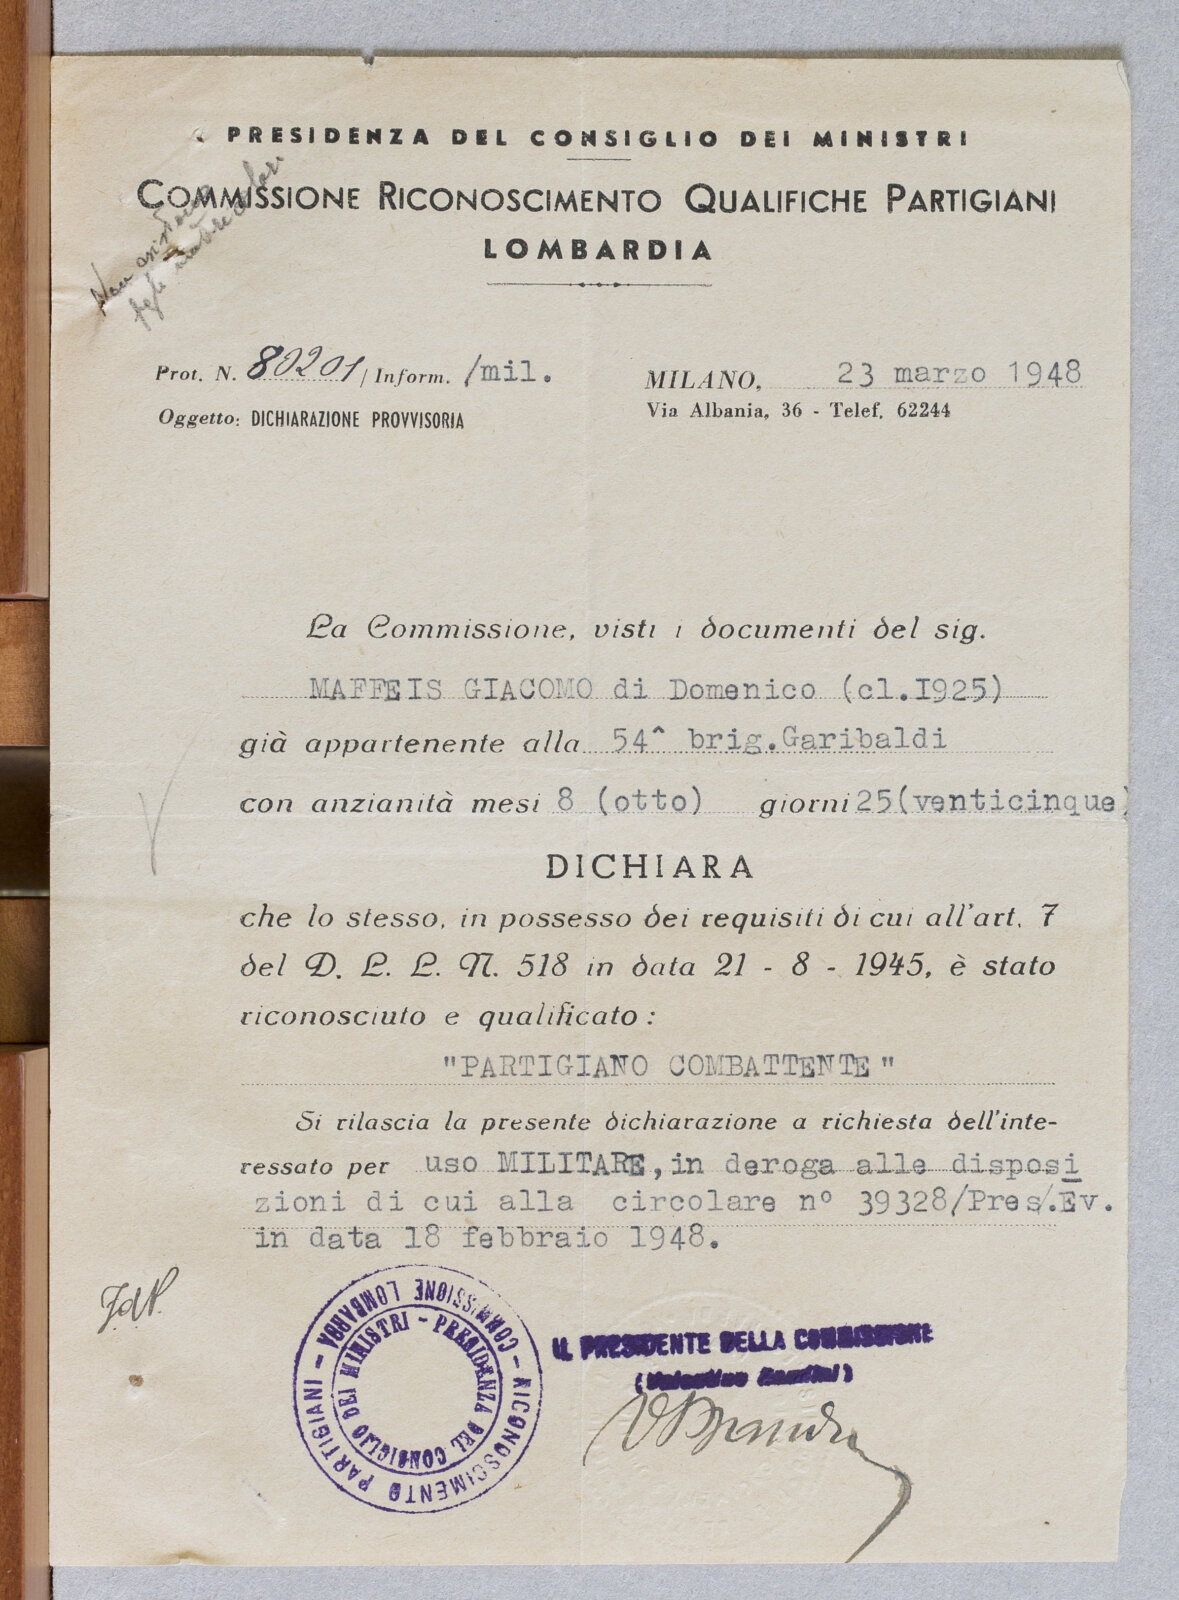 PRESIDENZA DEL CONSIGLIO DEI MINISTRI
COMMISSIONE RICONOSCIMENTO QUALIFICHE PARTIGIANI
LOMBARDIA
Prot. N. 80201 / Inform. /mil.
MILANO, 23 marzo 1948
Oggetto: DICHIARAZIONE PROVVISORIA
Via Albania, 36 - Telef. 62244
La Commissione, visti i documenti del sig.
MAFFEIS GIACOMO di Domenico (cl.I925)
già appartenente alla 54^ brig.Garibaldi
con anzianità mesi 8 (otto) giorni 25(venticinque)
DICHIARA
che lo stesso, in possesso dei requisiti di cui all'art. 7
del D. L. L. N. 518 in data 21 - 8 - 1945, è stato
riconosciuto e qualificato:
"PARTIGIANO COMBATTENTE"
Si rilascia la presente dichiarazione a richiesta dell'inte-
ressato per uso MILITARE, in deroga alle disposi
zioni di cui alla circolare n° 39328/Pres/.Ev.
in data 18 febbraio 1948.
COMMISSIONE LOMBARDA - RICONOSCIMENTO PARTIGIANI -
PRESIDENZA DEL CONSIGLIO DEI MINISTRI -
IL PRESIDENTE DELLA COMMISSIONE